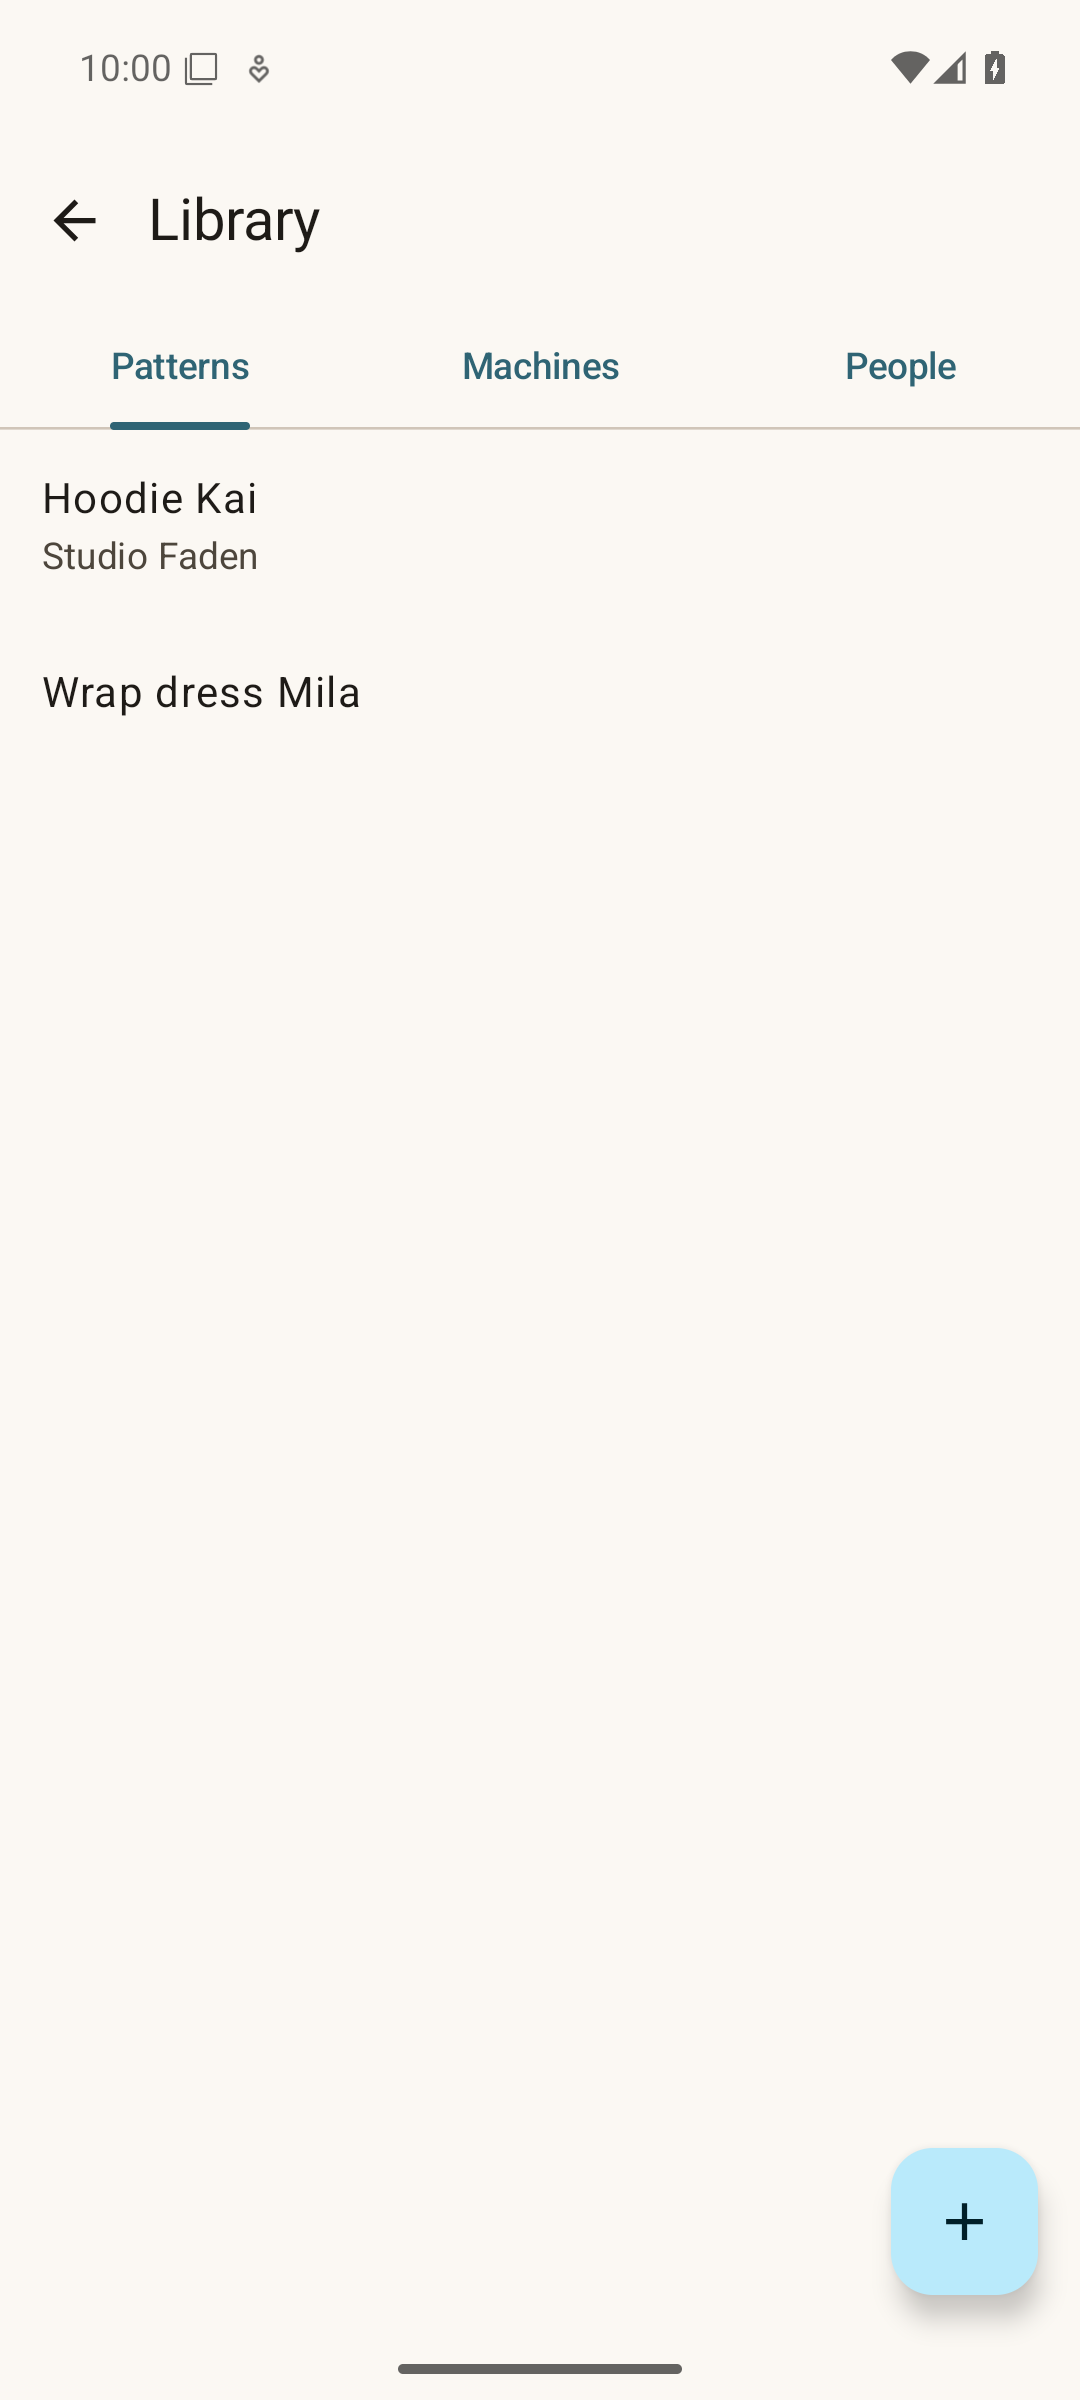 10:00
Library
Patterns Machines People
Hoodie Kai
Studio Faden
Wrap dress Mila